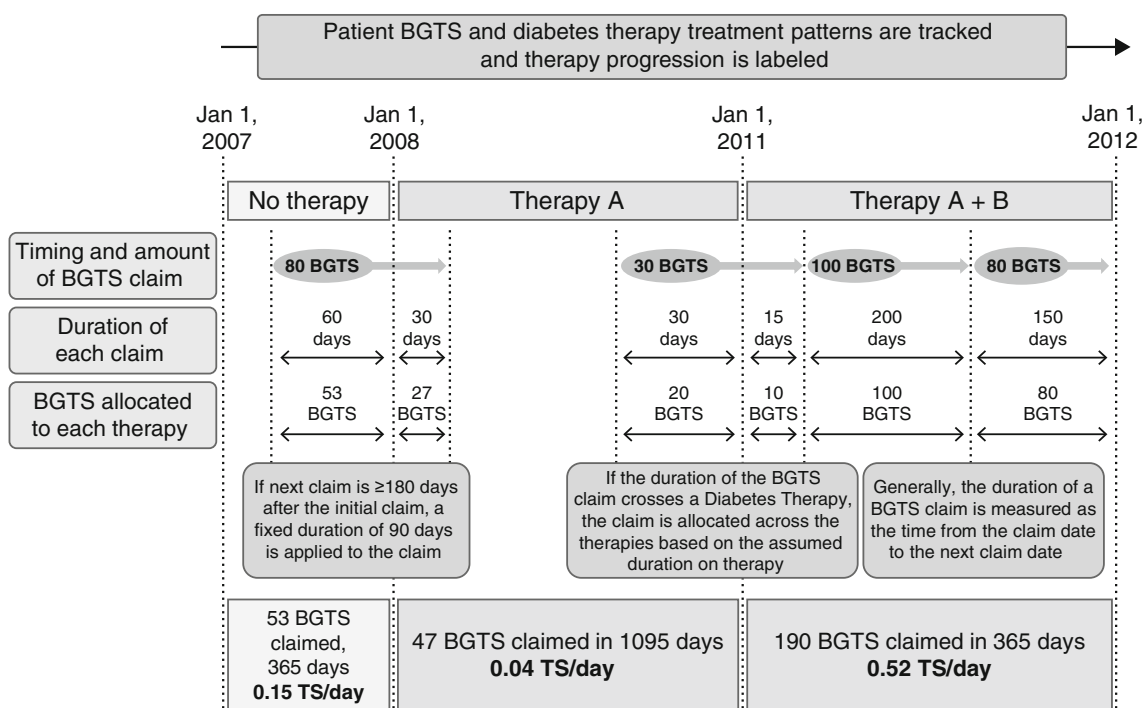 Patient BGTS and diabetes therapy treatment patterns are tracked
and therapy progression is labeled
Jan 1,
2007
Jan 1,
2008
Jan 1,
2011
Jan 1,
2012
No therapy
Therapy A
Therapy A + B
Timing and amount
of BGTS claim
80 BGTS
30 BGTS
100 BGTS
80 BGTS
Duration of
each claim
60
days
30
days
30
days
15
days
200
days
150
days
BGTS allocated
to each therapy
53
BGTS
27
BGTS
20
BGTS
10
BGTS
100
BGTS
80
BGTS
If next claim is ≥180 days
after the initial claim, a
fixed duration of 90 days
is applied to the claim
If the duration of the BGTS
claim crosses a Diabetes Therapy,
the claim is allocated across the
therapies based on the assumed
duration on therapy
Generally, the duration of a
BGTS claim is measured as
the time from the claim date
to the next claim date
53 BGTS
claimed,
365 days
0.15 TS/day
47 BGTS claimed in 1095 days
0.04 TS/day
190 BGTS claimed in 365 days
0.52 TS/day